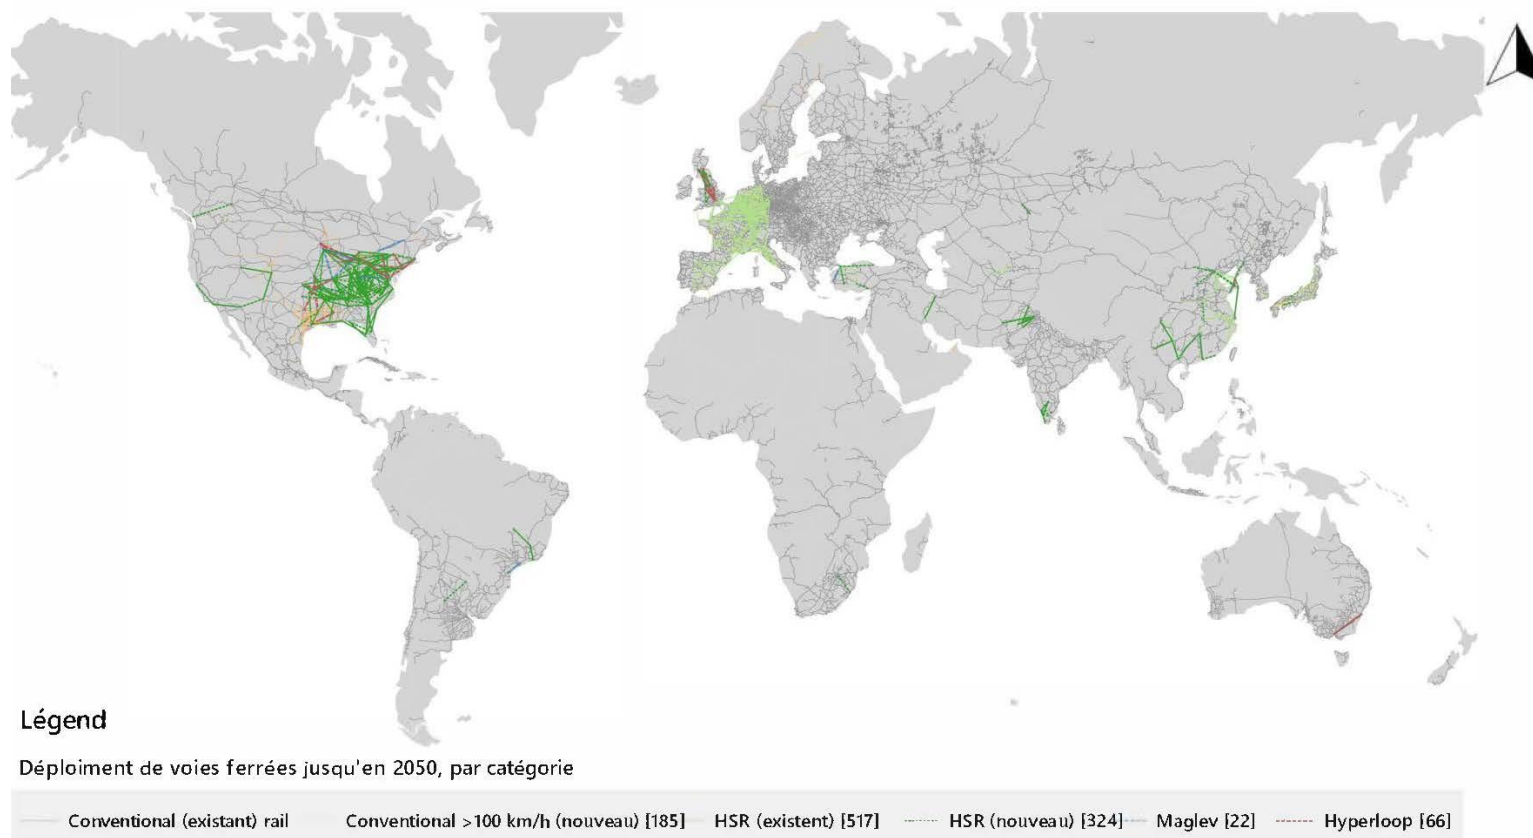 Légend
Déploiment de voies ferrées jusqu'en 2050, par catégorie
Conventional (existant) rail Conventional >100 km/h (nouveau) [185] HSR (existent) [517] HSR (nouveau) [324] Maglev [22] Hyperloop [66]